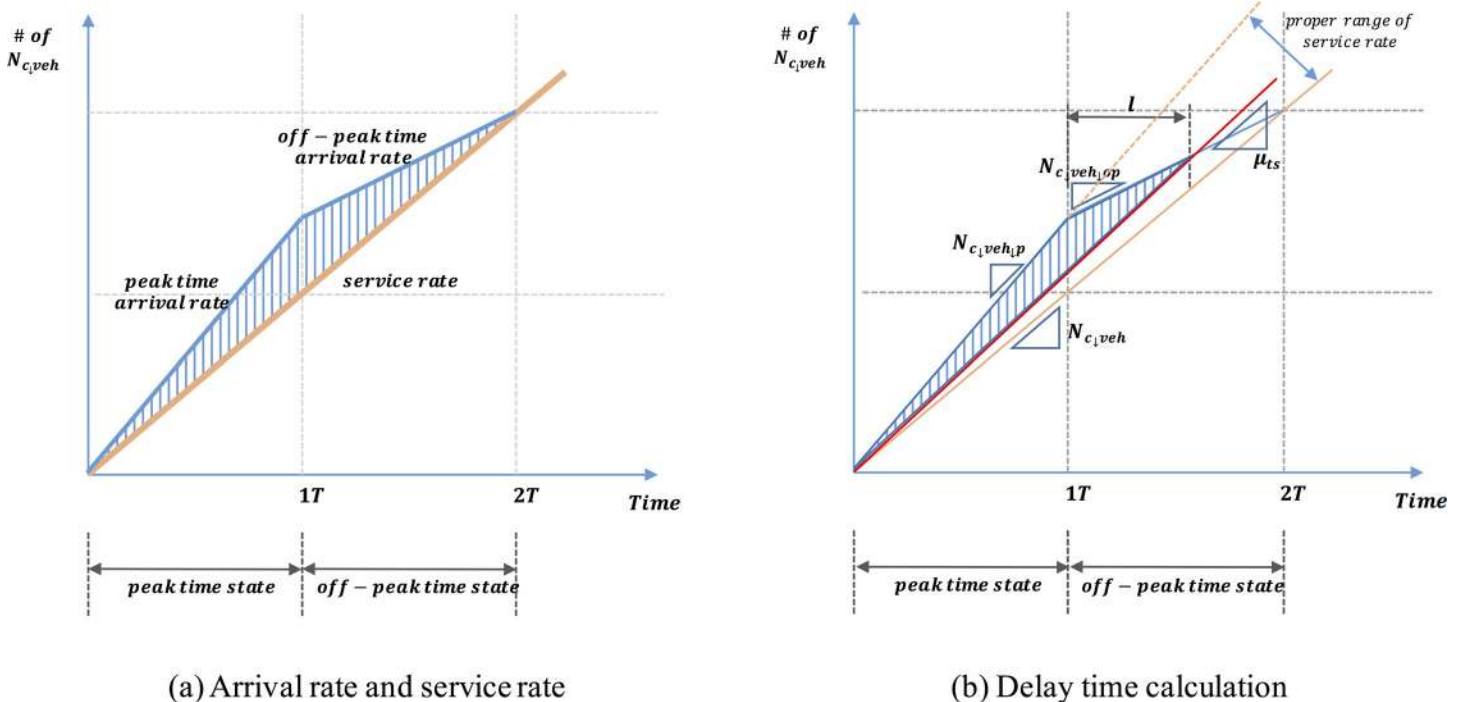 # of
N_{c↓veh}
off − peak time
arrival rate
peak time
arrival rate
service rate
1T
2T
Time
peak time state
off − peak time state
(a) Arrival rate and service rate
# of
N_{c↓veh}
proper range of
service rate
l
N_{c↓veh↓op}
μ_{ts}
N_{c↓veh↓p}
N_{c↓veh}
1T
2T
Time
peak time state
off − peak time state
(b) Delay time calculation